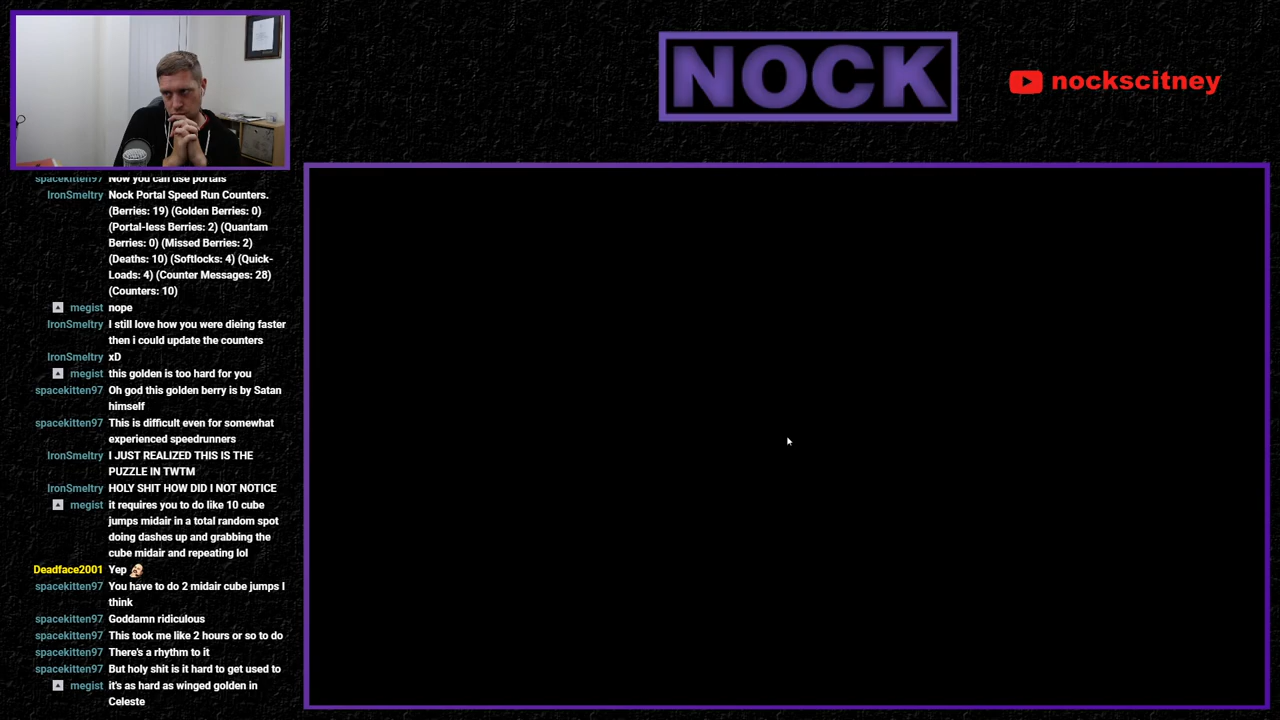 NOCK
nockscitney
spacekitten97 Now you can use portals
IronSmeltry Nock Portal Speed Run Counters.
(Berries: 19) (Golden Berries: 0)
(Portal-less Berries: 2) (Quantam
Berries: 0) (Missed Berries: 2)
(Deaths: 10) (Softlocks: 4) (Quick-
Loads: 4) (Counter Messages: 28)
(Counters: 10)
megist nope
IronSmeltry I still love how you were dieing faster
then i could update the counters
IronSmeltry xD
megist this golden is too hard for you
spacekitten97 Oh god this golden berry is by Satan
himself
spacekitten97 This is difficult even for somewhat
experienced speedrunners
IronSmeltry I JUST REALIZED THIS IS THE
PUZZLE IN TWTM
IronSmeltry HOLY SHIT HOW DID I NOT NOTICE
megist it requires you to do like 10 cube
jumps midair in a total random spot
doing dashes up and grabbing the
cube midair and repeating lol
Deadface2001 Yep
spacekitten97 You have to do 2 midair cube jumps I
think
spacekitten97 Goddamn ridiculous
spacekitten97 This took me like 2 hours or so to do
spacekitten97 There's a rhythm to it
spacekitten97 But holy shit is it hard to get used to
megist it's as hard as winged golden in
Celeste